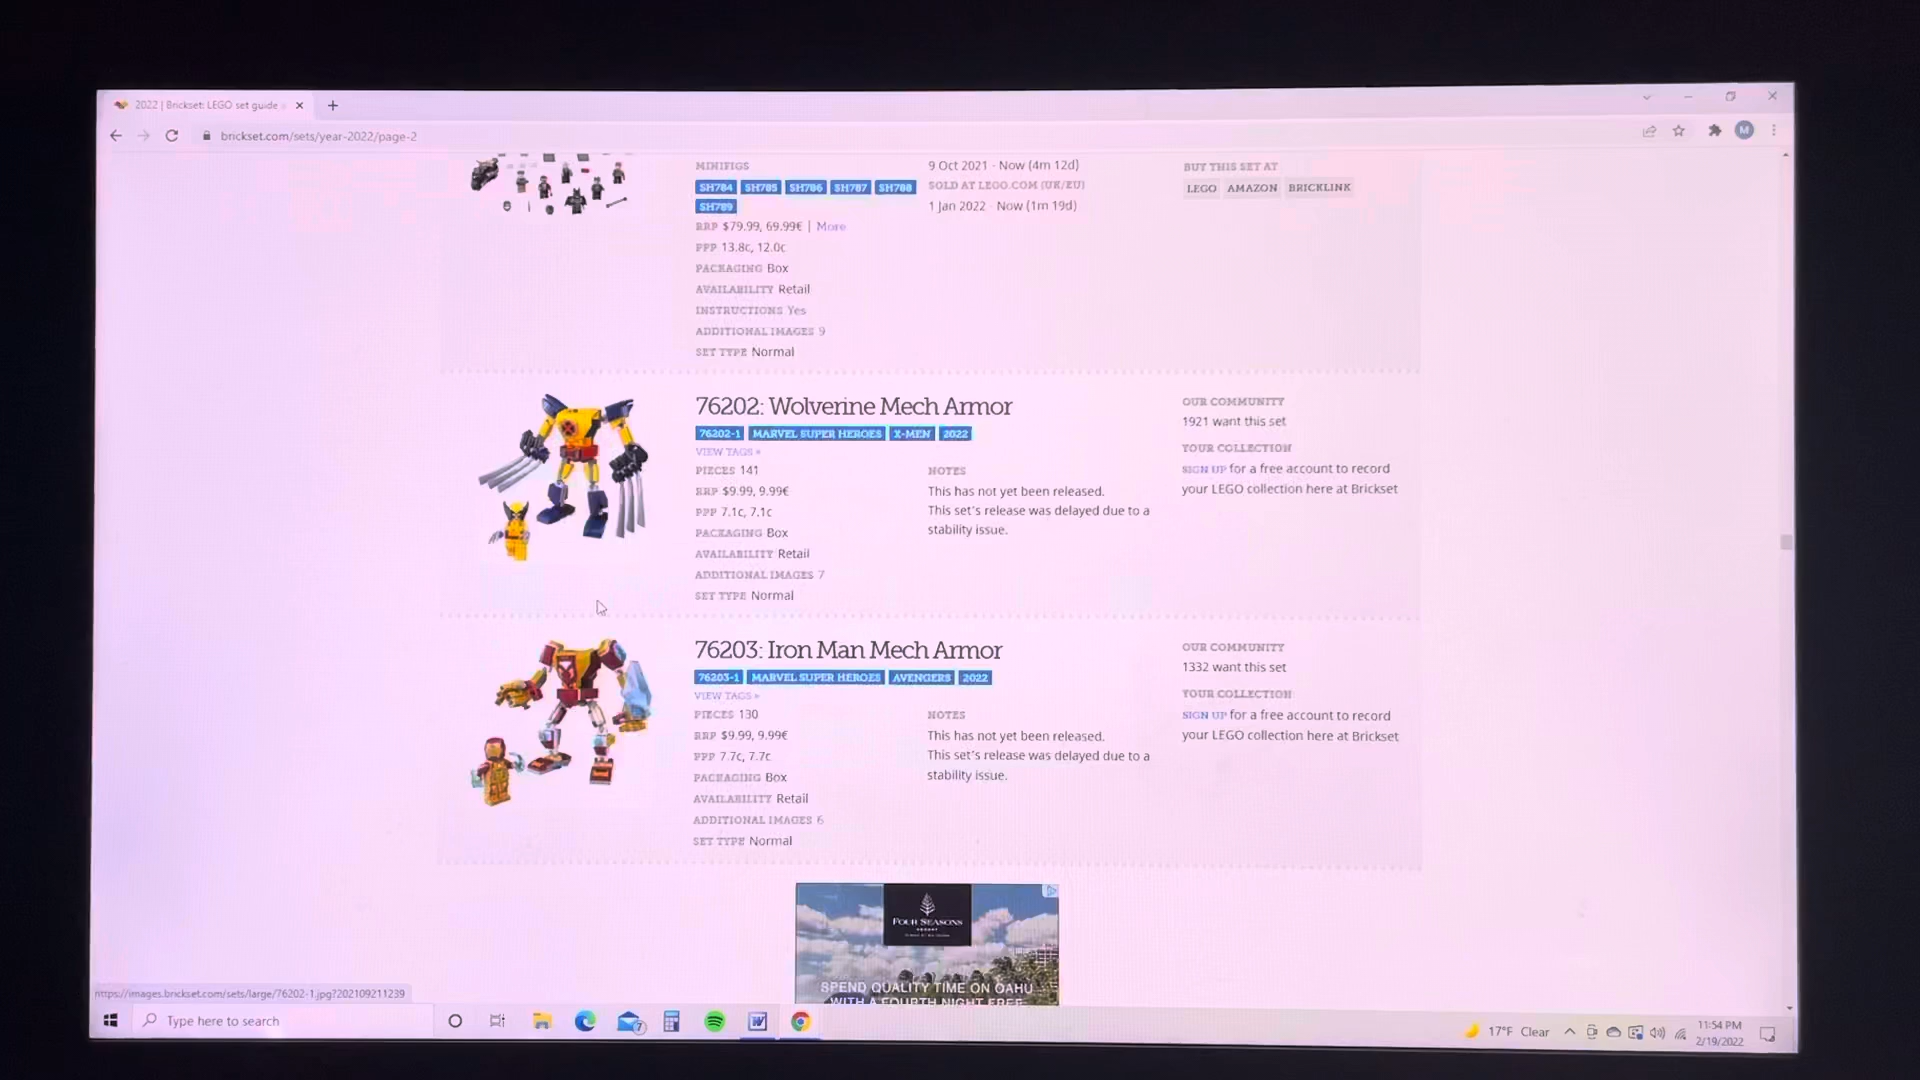 2022 | Brickset: LEGO set guide
brickset.com/sets/year-2022/page-2
M
MINIFIGS
SH784 SH785 SH786 SH787 SH788
SH789
RRP $79.99, 69.99€ | More
PPP 13.8c, 12.0c
PACKAGING Box
AVAILABILITY Retail
INSTRUCTIONS Yes
ADDITIONAL IMAGES 9
SET TYPE Normal
9 Oct 2021 - Now (4m 12d)
SOLD AT LEGO.COM (UK/EU)
1 Jan 2022 - Now (1m 19d)
BUY THIS SET AT
LEGO AMAZON BRICKLINK
76202: Wolverine Mech Armor
76202-1 MARVEL SUPER HEROES X-MEN 2022
VIEW TAGS »
PIECES 141
RRP $9.99, 9.99€
PPP 7.1c, 7.1c
PACKAGING Box
AVAILABILITY Retail
ADDITIONAL IMAGES 7
SET TYPE Normal
NOTES
This has not yet been released.
This set's release was delayed due to a
stability issue.
OUR COMMUNITY
1921 want this set
YOUR COLLECTION
SIGN UP for a free account to record
your LEGO collection here at Brickset
76203: Iron Man Mech Armor
76203-1 MARVEL SUPER HEROES AVENGERS 2022
VIEW TAGS »
PIECES 130
RRP $9.99, 9.99€
PPP 7.7c, 7.7c
PACKAGING Box
AVAILABILITY Retail
ADDITIONAL IMAGES 6
SET TYPE Normal
NOTES
This has not yet been released.
This set's release was delayed due to a
stability issue.
OUR COMMUNITY
1332 want this set
YOUR COLLECTION
SIGN UP for a free account to record
your LEGO collection here at Brickset
FOUR SEASONS
RESORT
SPEND QUALITY TIME ON OAHU
WITH A FOURTH NIGHT FREE
https://images.brickset.com/sets/large/76202-1.jpg?202109211239
Type here to search
7
17°F Clear
11:54 PM
2/19/2022